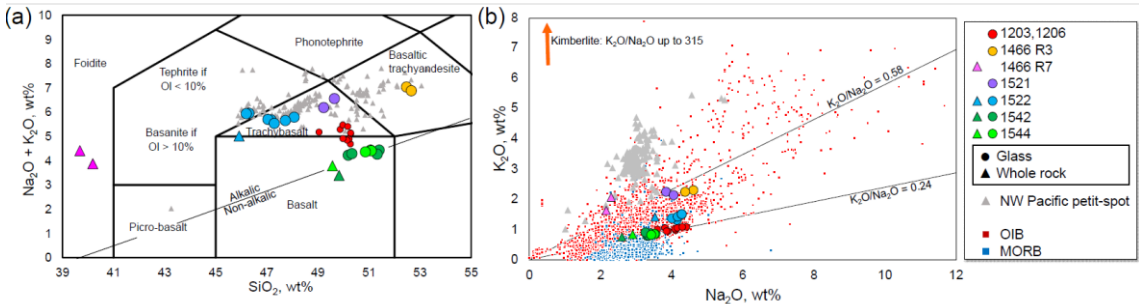 (a)
10
9
8
7
6
5
4
3
2
1
0
Na₂O + K₂O, wt%
Foidite
Tephrite if
Ol < 10%
Phonotephrite
Basaltic
trachyandesite
Basanite if
Ol > 10%
Trachybasalt
Alkalic
Non-alkalic
Basalt
Picro-basalt
39 41 43 45 47 49 51 53 55
SiO₂, wt%
(b)
8
7
6
5
4
3
2
1
0
K₂O, wt%
Kimberlite: K₂O/Na₂O up to 315
K₂O/Na₂O = 0.58
K₂O/Na₂O = 0.24
0 2 4 6 8 10 12
Na₂O, wt%
1203,1206
1466 R3
1466 R7
1521
1522
1542
1544
Glass
Whole rock
NW Pacific petit-spot
OIB
MORB